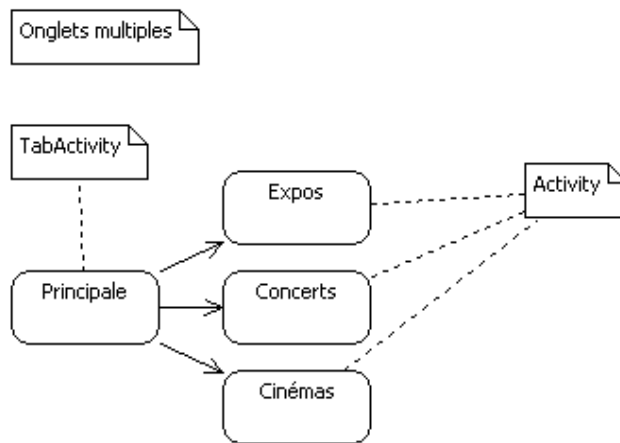 Onglets multiples
TabActivity
Expos
Activity
Principale
Concerts
Cinémas